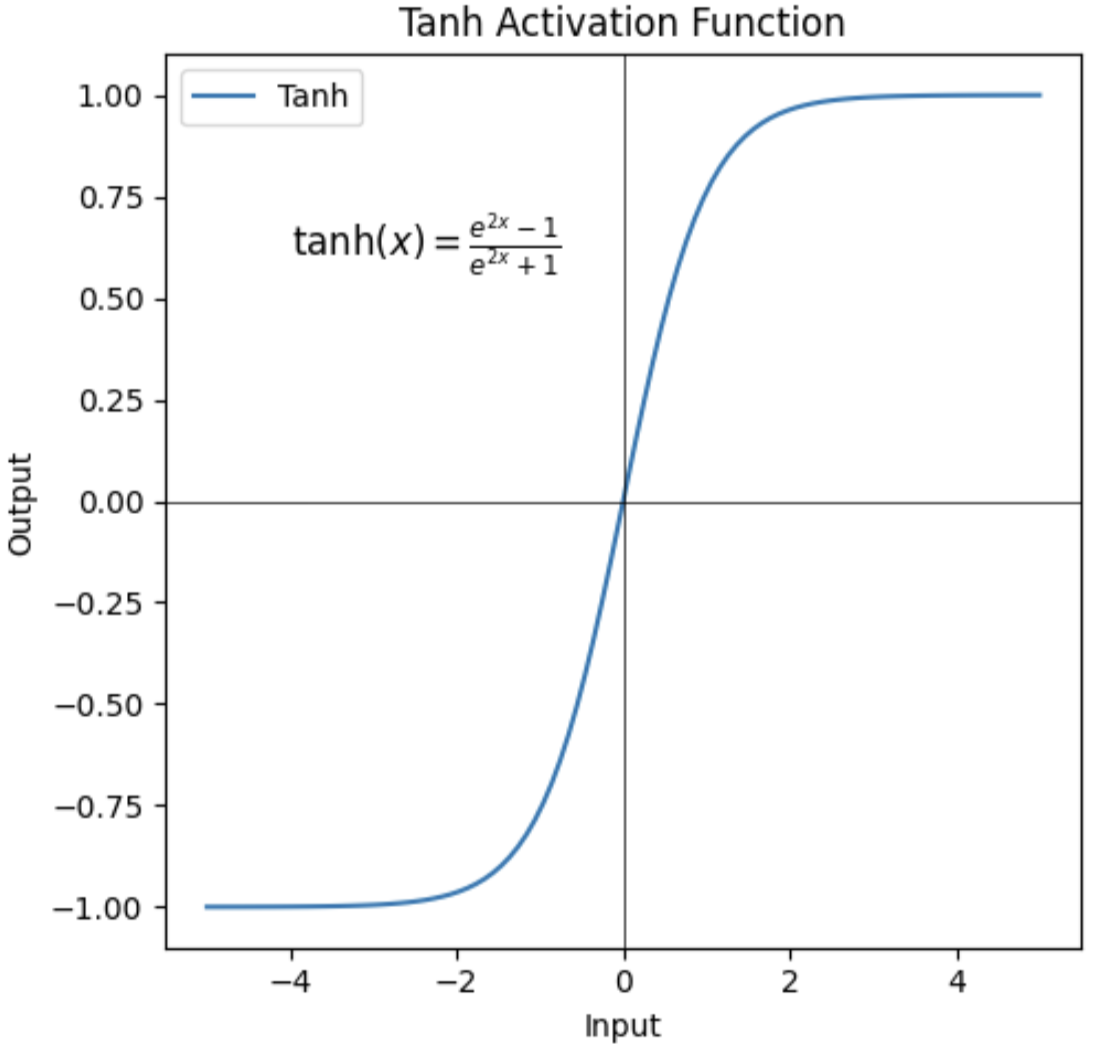 Tanh Activation Function
Tanh
tanh(x) = \frac{e^{2x} − 1}{e^{2x} + 1}
1.00
0.75
0.50
0.25
0.00
−0.25
−0.50
−0.75
−1.00
Output
−4 −2 0 2 4
Input